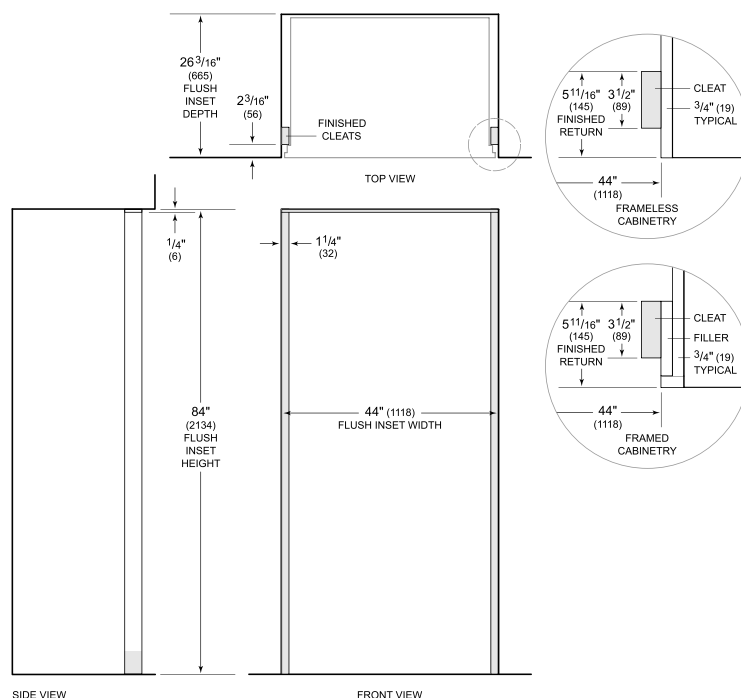 26 3/16"
(665)
FLUSH
INSET
DEPTH
2 3/16"
(56)
FINISHED
CLEATS
TOP VIEW
5 11/16"
(145)
FINISHED
RETURN
3 1/2"
(89)
CLEAT
3/4" (19)
TYPICAL
44"
(1118)
FRAMELESS
CABINETRY
1/4"
(6)
1 1/4"
(32)
84"
(2134)
FLUSH
INSET
HEIGHT
44" (1118)
FLUSH INSET WIDTH
5 11/16"
(145)
FINISHED
RETURN
3 1/2"
(89)
CLEAT
FILLER
3/4" (19)
TYPICAL
44"
(1118)
FRAMED
CABINETRY
SIDE VIEW
FRONT VIEW